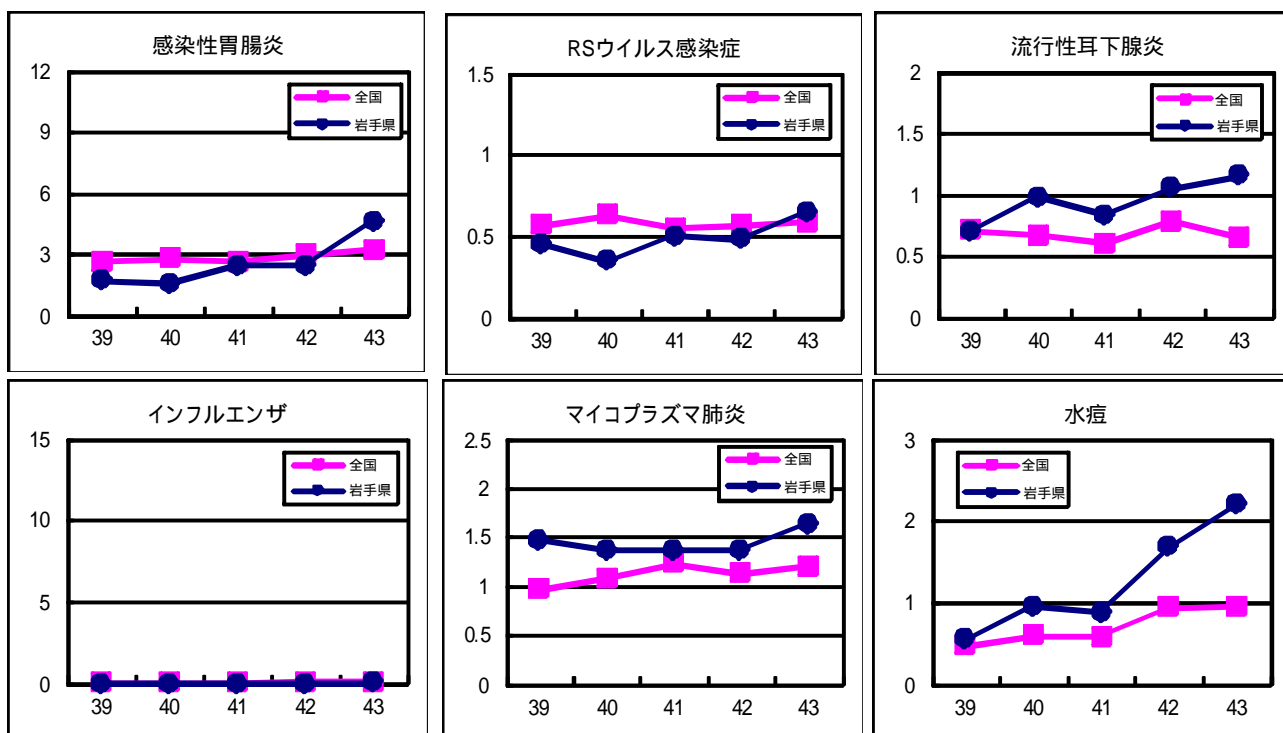 感染性胃腸炎
12
9
6
3
0
全国
岩手県
39 40 41 42 43
RSウイルス感染症
1.5
1
0.5
0
全国
岩手県
39 40 41 42 43
流行性耳下腺炎
2
1.5
1
0.5
0
全国
岩手県
39 40 41 42 43
インフルエンザ
15
10
5
0
全国
岩手県
39 40 41 42 43
マイコプラズマ肺炎
2.5
2
1.5
1
0.5
0
全国
岩手県
39 40 41 42 43
水痘
3
2
1
0
全国
岩手県
39 40 41 42 43